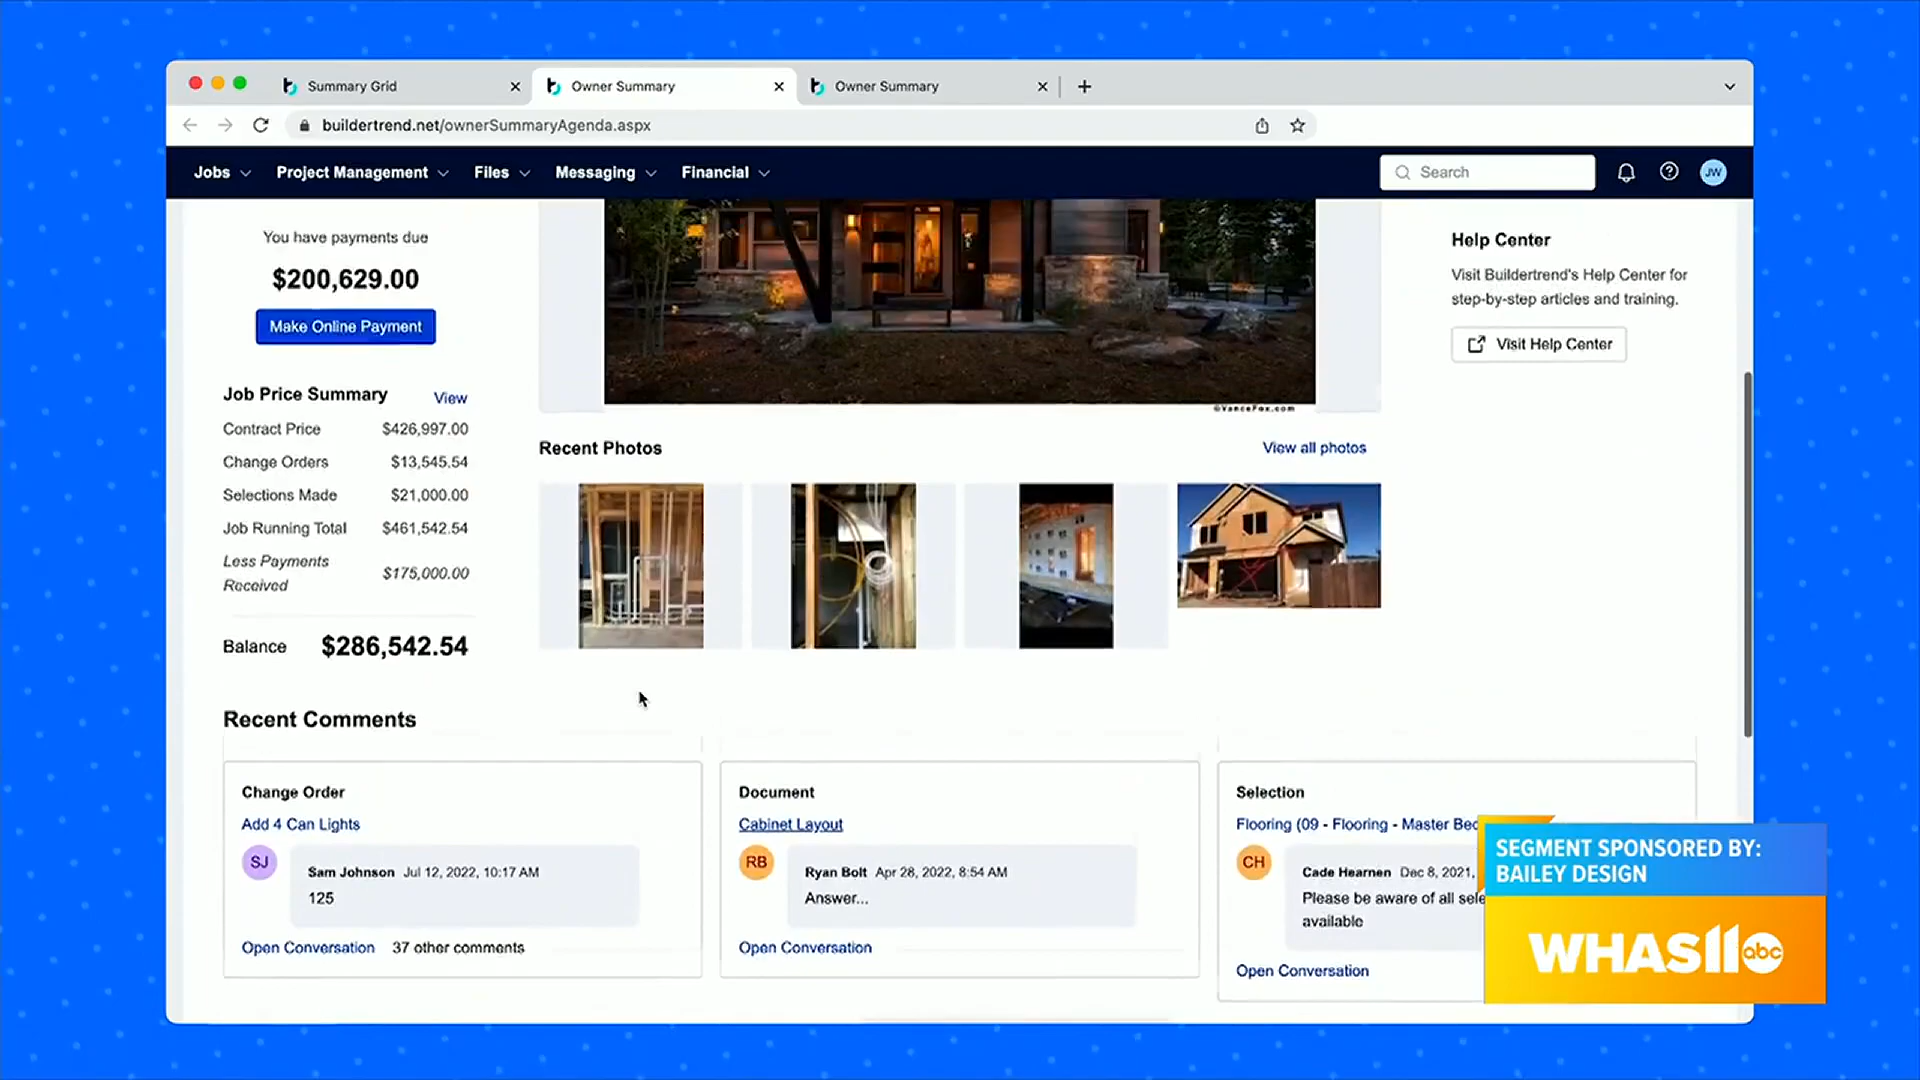 Summary Grid
Owner Summary
Owner Summary
buildertrend.net/ownerSummaryAgenda.aspx
Jobs
Project Management
Files
Messaging
Financial
Search
JW
You have payments due
$200,629.00
Make Online Payment
Job Price Summary
View
Contract Price $426,997.00
Change Orders $13,545.54
Selections Made $21,000.00
Job Running Total $461,542.54
Less Payments
Received $175,000.00
Balance $286,542.54
©VanceFox.com
Recent Photos
View all photos
Help Center
Visit Buildertrend's Help Center for
step-by-step articles and training.
Visit Help Center
Recent Comments
Change Order
Add 4 Can Lights
SJ
Sam Johnson Jul 12, 2022, 10:17 AM
125
Open Conversation 37 other comments
Document
Cabinet Layout
RB
Ryan Bolt Apr 28, 2022, 8:54 AM
Answer...
Open Conversation
Selection
Flooring (09 - Flooring - Master Bed
CH
Cade Hearnen Dec 8, 2021,
Please be aware of all sele
available
Open Conversation
SEGMENT SPONSORED BY:
BAILEY DESIGN
WHAS11 abc